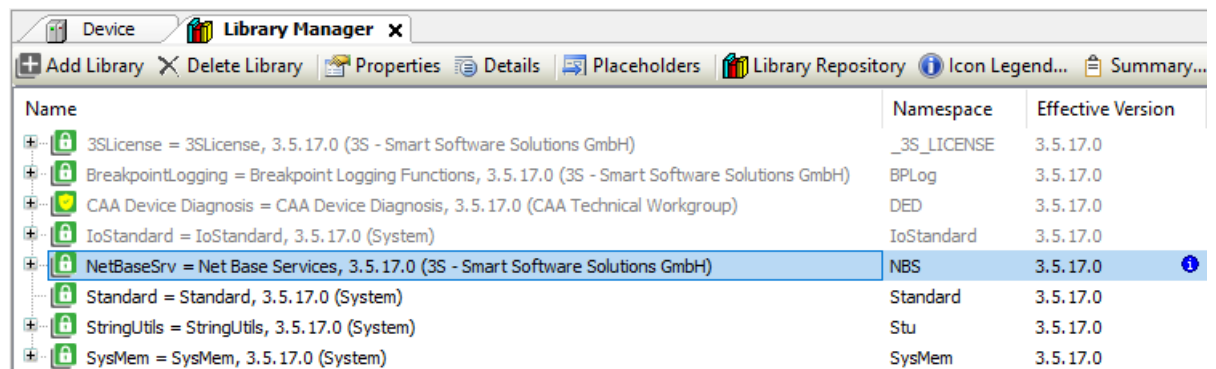 Device Library Manager x
Add Library Delete Library Properties Details Placeholders Library Repository Icon Legend... Summary...
Name Namespace Effective Version
3SLicense = 3SLicense, 3.5.17.0 (3S - Smart Software Solutions GmbH) _3S_LICENSE 3.5.17.0
BreakpointLogging = Breakpoint Logging Functions, 3.5.17.0 (3S - Smart Software Solutions GmbH) BPLog 3.5.17.0
CAA Device Diagnosis = CAA Device Diagnosis, 3.5.17.0 (CAA Technical Workgroup) DED 3.5.17.0
IoStandard = IoStandard, 3.5.17.0 (System) IoStandard 3.5.17.0
NetBaseSrv = Net Base Services, 3.5.17.0 (3S - Smart Software Solutions GmbH) NBS 3.5.17.0
Standard = Standard, 3.5.17.0 (System) Standard 3.5.17.0
StringUtils = StringUtils, 3.5.17.0 (System) Stu 3.5.17.0
SysMem = SysMem, 3.5.17.0 (System) SysMem 3.5.17.0